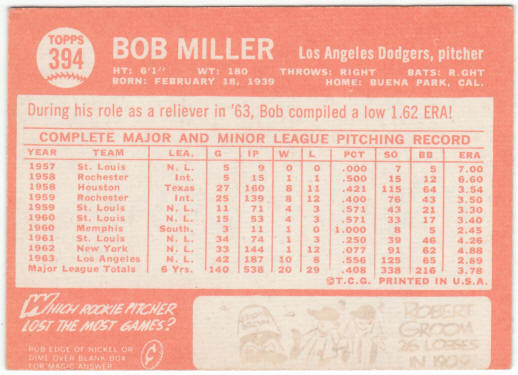 TOPPS
394
BOB MILLER
Los Angeles Dodgers, pitcher
HT: 6'1" WT: 180 THROWS: RIGHT BATS: R.GHT
BORN: FEBRUARY 18, 1939 HOME: BUENA PARK, CAL.
During his role as a reliever in '63, Bob compiled a low 1.62 ERA!
COMPLETE MAJOR AND MINOR LEAGUE PITCHING RECORD
YEAR TEAM LEA. G IP W L PCT SO BB ERA
1957 St. Louis N. L. 5 9 0 0 .000 7 5 7.00
1958 Rochester Int. 5 15 1 1 .500 15 12 6.60
1958 Houston Texas 27 160 8 11 .421 115 64 3.54
1959 Rochester Int. 25 139 8 12 .400 76 43 3.50
1959 St. Louis N. L. 11 71 4 3 .571 43 21 3.30
1960 St. Louis N. L. 15 53 4 3 .571 33 17 3.40
1960 Memphis South. 3 11 1 0 1.000 8 5 2.45
1961 St. Louis N. L. 34 74 1 3 .250 39 46 4.26
1962 New York N. L. 33 144 1 12 .077 91 62 4.88
1963 Los Angeles N. L. 42 187 10 8 .556 125 65 2.89
Major League Totals 6 Yrs. 140 538 20 29 .408 338 216 3.78
©T.C.G. PRINTED IN U.S.A.
WHICH ROOKIE PITCHER
LOST THE MOST GAMES?
RUB EDGE OF NICKEL OR
DIME OVER BLANK BOX
FOR MAGIC ANSWER
ROBERT
GROOM
26 LOSSES
IN 1909